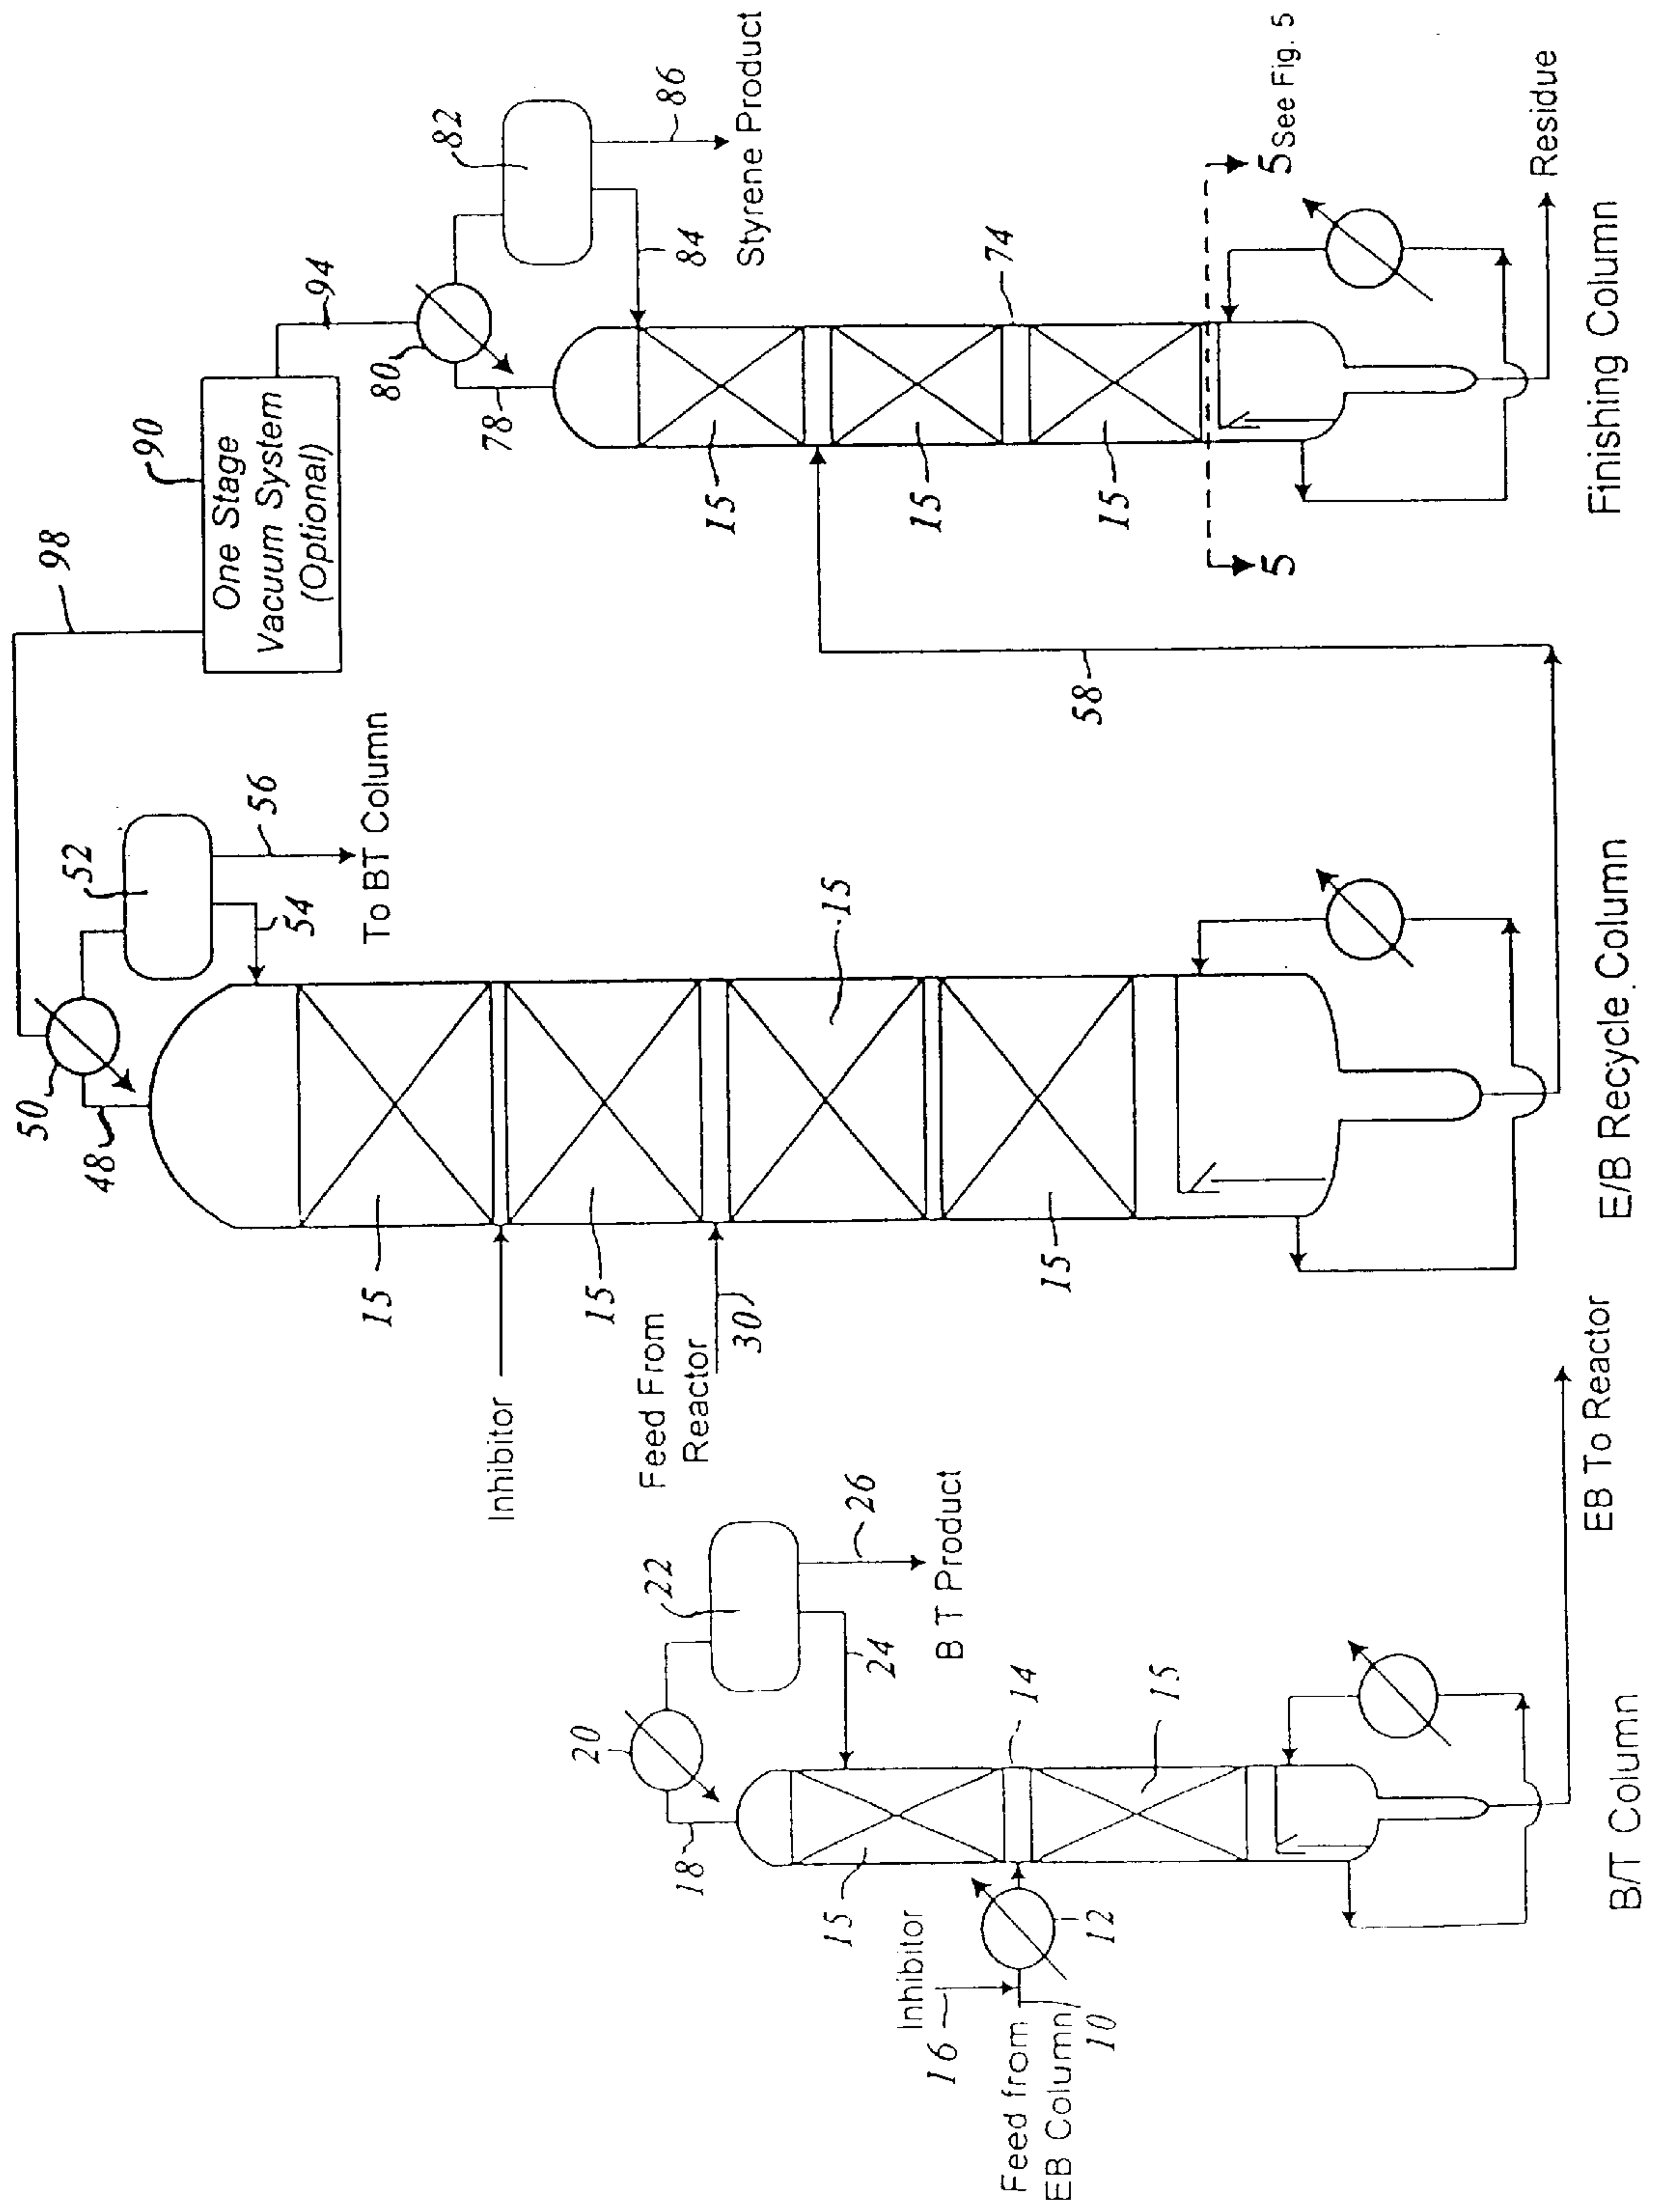 98
90
One Stage
Vacuum System
(Optional)
94
80
78
82
86
Styrene Product
84
74
15
15
15
5
5 See Fig. 5
Residue
Finishing Column
58
50
48
52
56
54
To BT Column
15
15
15
15
Inhibitor
Feed From
Reactor
30
E/B Recycle Column
EB To Reactor
20
18
22
26
B T Product
24
14
15
15
Inhibitor
16
12
10
Feed from
EB Column
B/T Column